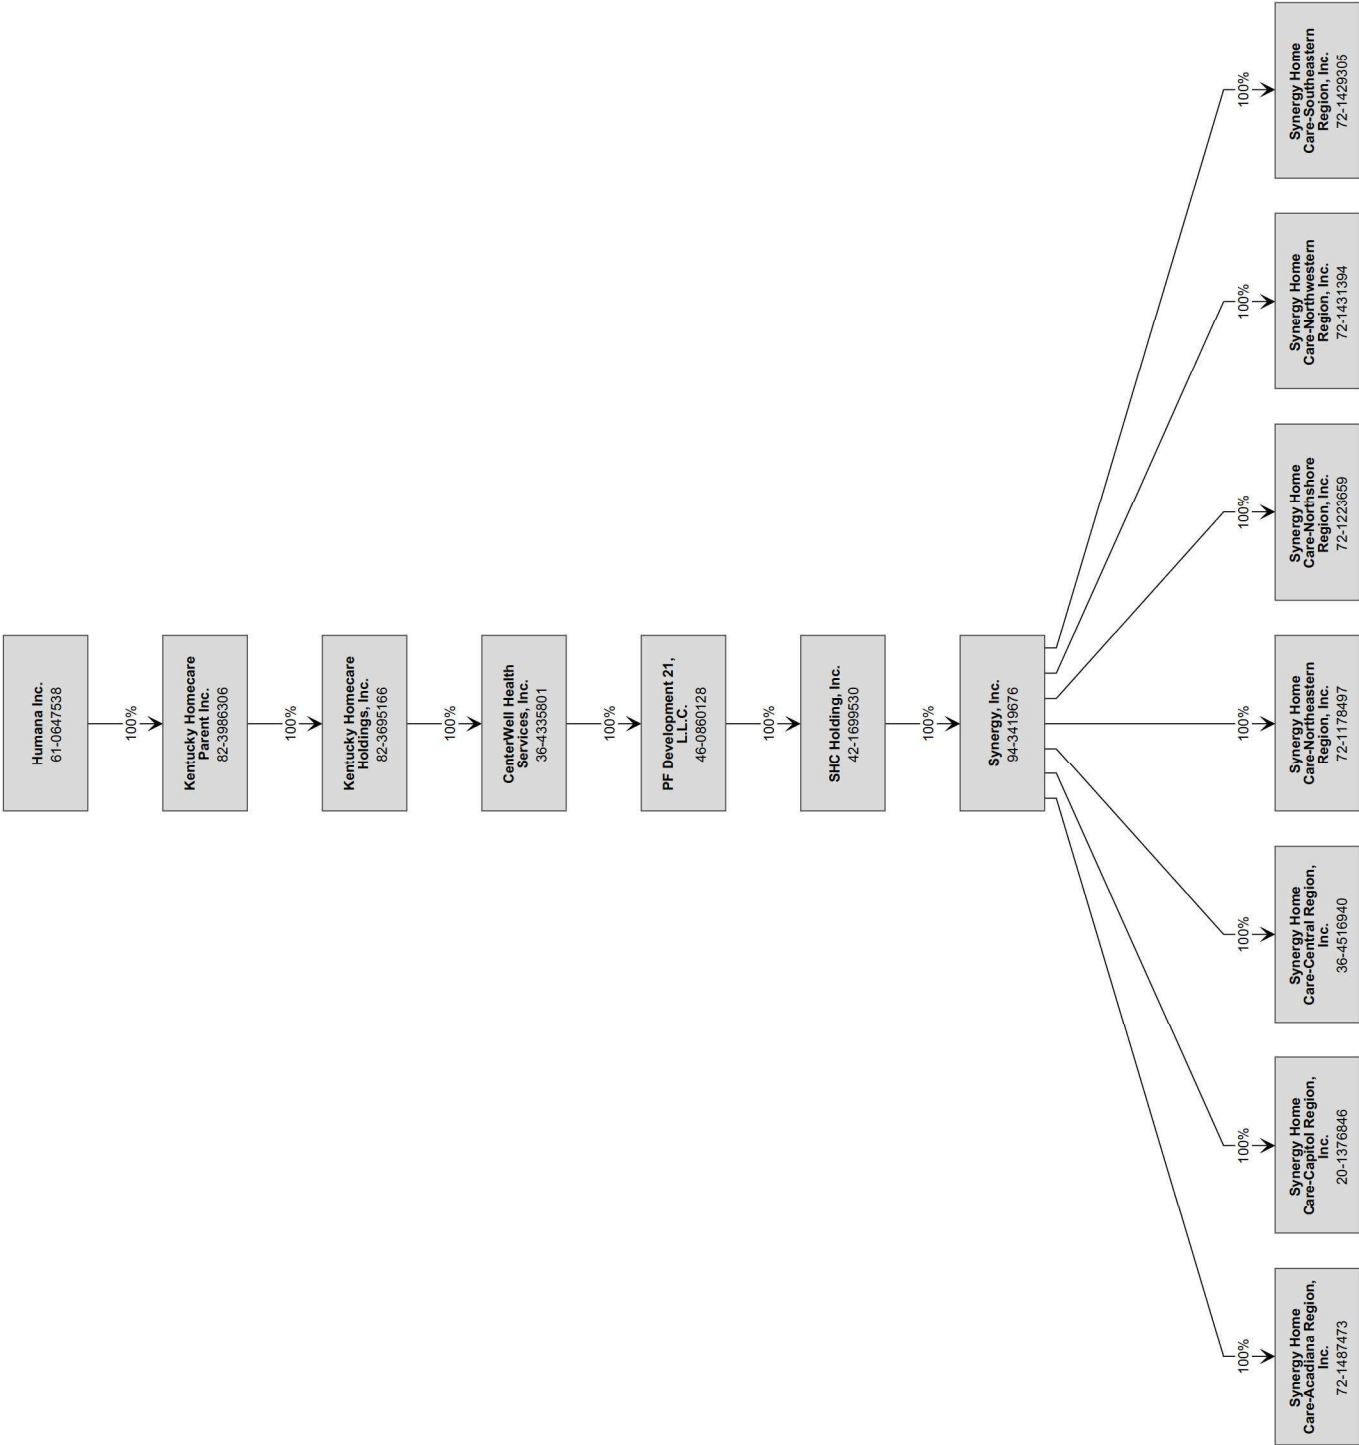 Humana Inc.
61-0647538
100%
Kentucky Homecare
Parent Inc.
82-3986306
100%
Kentucky Homecare
Holdings, Inc.
82-3695166
100%
CenterWell Health
Services, Inc.
36-4335801
100%
PF Development 21,
L.L.C.
46-0860128
100%
SHC Holding, Inc.
42-1699530
100%
Synergy, Inc.
94-3419676
100%
Synergy Home
Care-Acadiana Region,
Inc.
72-1487473
100%
Synergy Home
Care-Capitol Region,
Inc.
20-1376846
100%
Synergy Home
Care-Central Region,
Inc.
36-4516940
100%
Synergy Home
Care-Northeastern
Region, Inc.
72-1178497
100%
Synergy Home
Care-Northshore
Region, Inc.
72-1223659
100%
Synergy Home
Care-Northwestern
Region, Inc.
72-1431394
100%
Synergy Home
Care-Southeastern
Region, Inc.
72-1429305